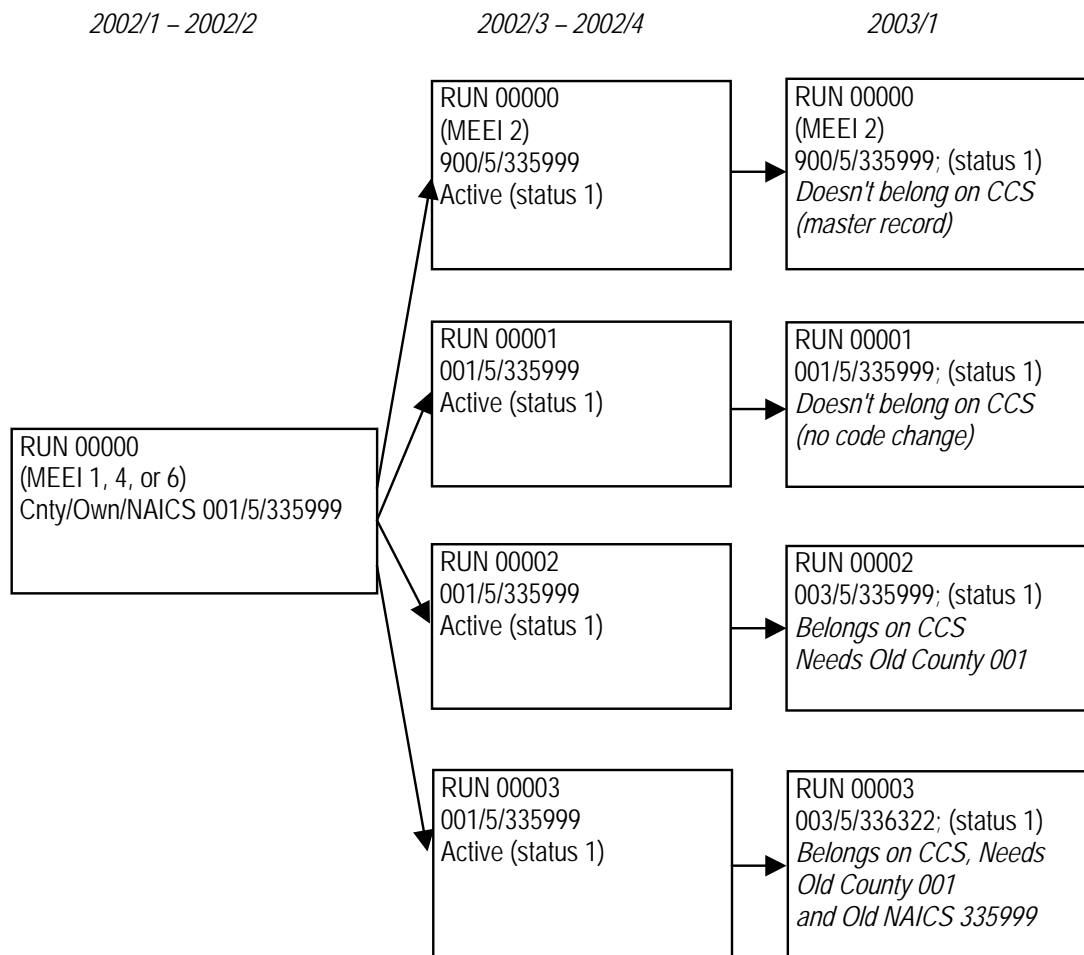 2002/1 – 2002/2
2002/3 – 2002/4
2003/1
RUN 00000
(MEEI 1, 4, or 6)
Cnty/Own/NAICS 001/5/335999
RUN 00000
(MEEI 2)
900/5/335999
Active (status 1)
RUN 00000
(MEEI 2)
900/5/335999; (status 1)
Doesn't belong on CCS
(master record)
RUN 00001
001/5/335999
Active (status 1)
RUN 00001
001/5/335999; (status 1)
Doesn't belong on CCS
(no code change)
RUN 00002
001/5/335999
Active (status 1)
RUN 00002
003/5/335999; (status 1)
Belongs on CCS
Needs Old County 001
RUN 00003
001/5/335999
Active (status 1)
RUN 00003
003/5/336322; (status 1)
Belongs on CCS, Needs
Old County 001
and Old NAICS 335999